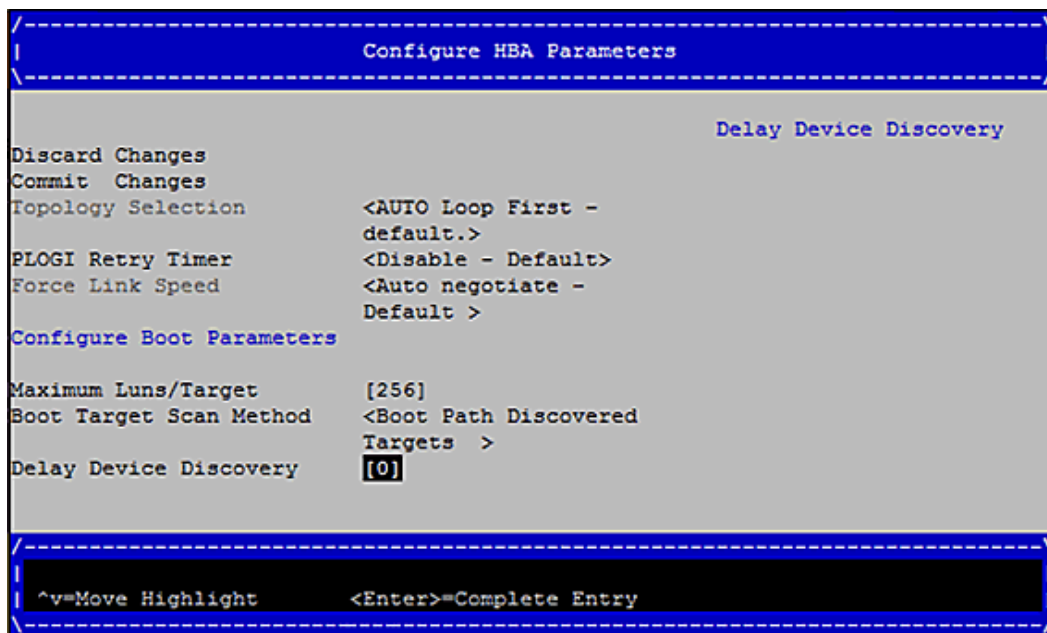 /------------------------------------------------------------------------------\
| Configure HBA Parameters |
\------------------------------------------------------------------------------/
Delay Device Discovery
Discard Changes
Commit  Changes
Topology Selection <AUTO Loop First -
default.>
PLOGI Retry Timer <Disable - Default>
Force Link Speed <Auto negotiate -
Default >
Configure Boot Parameters
Maximum Luns/Target [256]
Boot Target Scan Method <Boot Path Discovered
Targets  >
Delay Device Discovery [0]
/------------------------------------------------------------------------------\
|
| ^v=Move Highlight <Enter>=Complete Entry
\------------------------------------------------------------------------------/